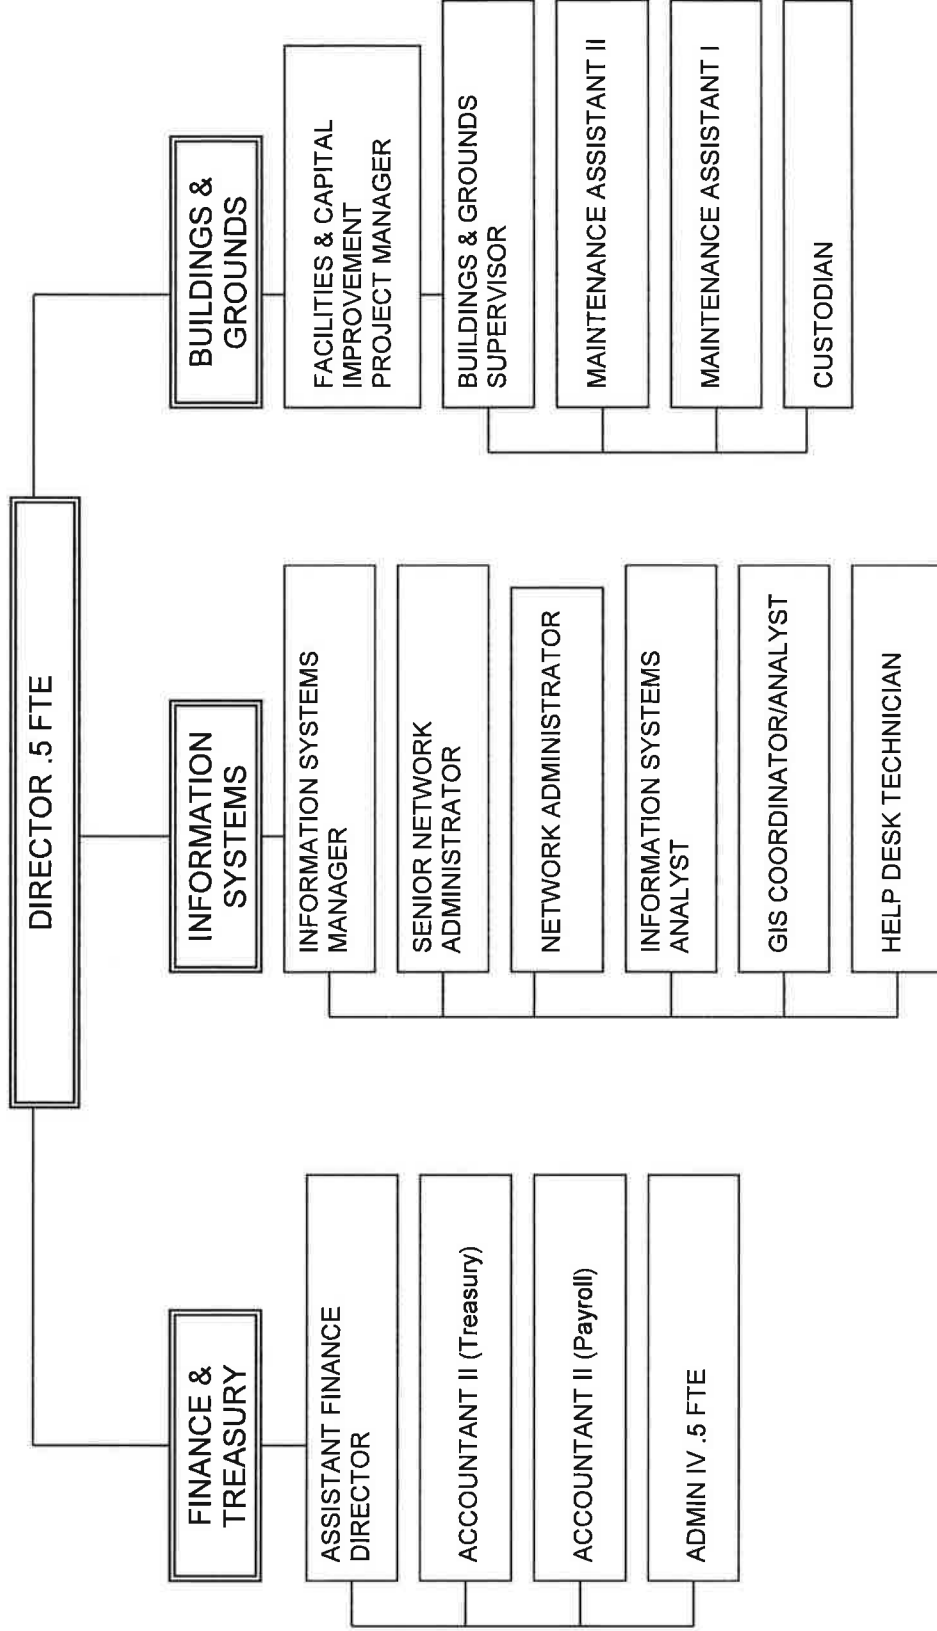 DIRECTOR .5 FTE
FINANCE &
TREASURY
ASSISTANT FINANCE
DIRECTOR
ACCOUNTANT II (Treasury)
ACCOUNTANT II (Payroll)
ADMIN IV .5 FTE
INFORMATION
SYSTEMS
INFORMATION SYSTEMS
MANAGER
SENIOR NETWORK
ADMINISTRATOR
NETWORK ADMINISTRATOR
INFORMATION SYSTEMS
ANALYST
GIS COORDINATOR/ANALYST
HELP DESK TECHNICIAN
BUILDINGS &
GROUNDS
FACILITIES & CAPITAL
IMPROVEMENT
PROJECT MANAGER
BUILDINGS & GROUNDS
SUPERVISOR
MAINTENANCE ASSISTANT II
MAINTENANCE ASSISTANT I
CUSTODIAN